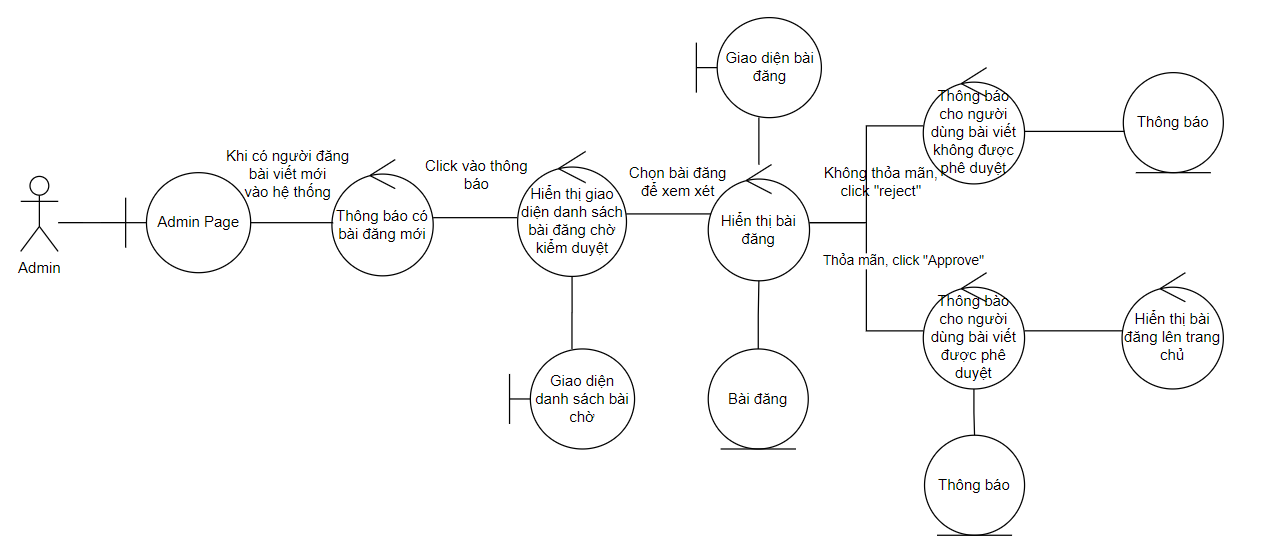 Admin
Admin Page
Khi có người đăng
bài viết mới
vào hệ thống
Thông báo có
bài đăng mới
Click vào thông
báo
Hiển thị giao
diện danh sách
bài đăng chờ
kiểm duyệt
Giao diện
danh sách bài
chờ
Chọn bài đăng
để xem xét
Giao diện bài
đăng
Hiển thị bài
đăng
Bài đăng
Không thỏa mãn,
click "reject"
Thông báo
cho người
dùng bài viết
không được
phê duyệt
Thông báo
Thỏa mãn, click "Approve"
Thông báo
cho người
dùng bài viết
được phê
duyệt
Hiển thị bài
đăng lên trang
chủ
Thông báo